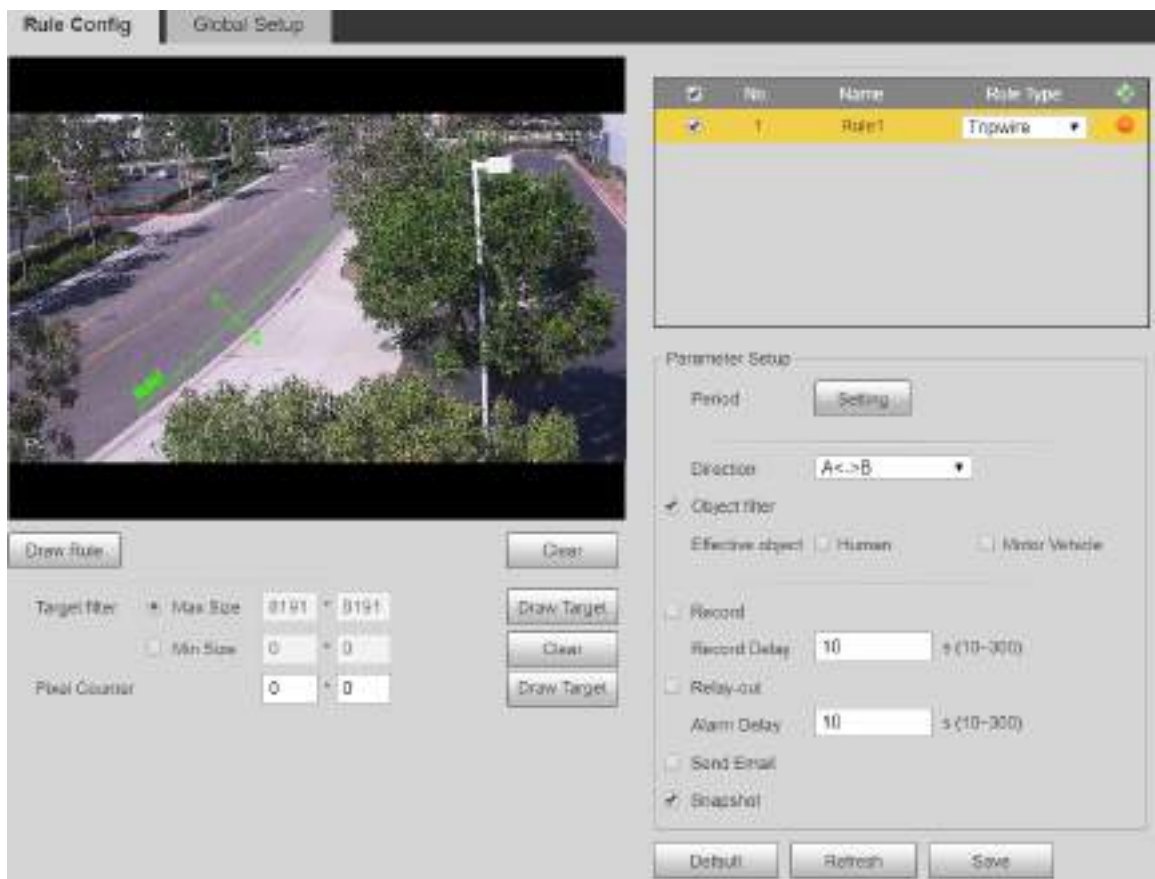 Rule Config Global Setup
No. Name Rule Type
1 Rule1 Tripwire
Parameter Setup
Period Setting
Direction A<->B
Object filter
Effective object Human Motor Vehicle
Draw Rule Clear
Target filter Max Size 8191 * 8191 Draw Target
Min Size 0 * 0 Clear
Pixel Counter 0 * 0 Draw Target
Record
Record Delay 10 s (10~300)
Relay-out
Alarm Delay 10 s (10~300)
Send Email
Snapshot
Default Refresh Save